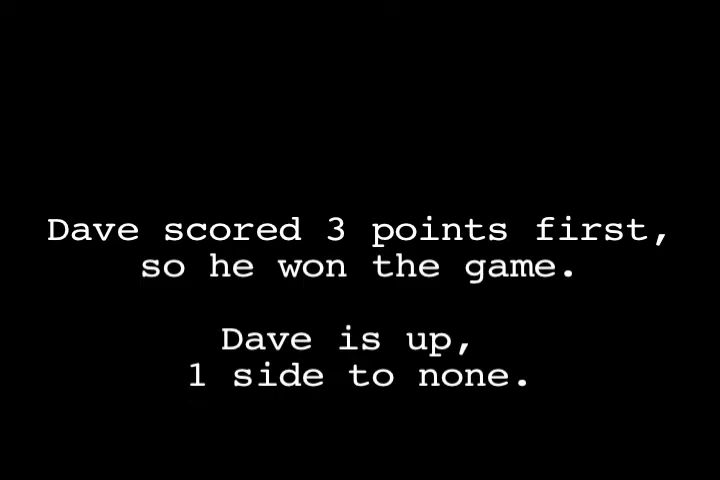 Dave scored 3 points first,
so he won the game.
Dave is up,
1 side to none.